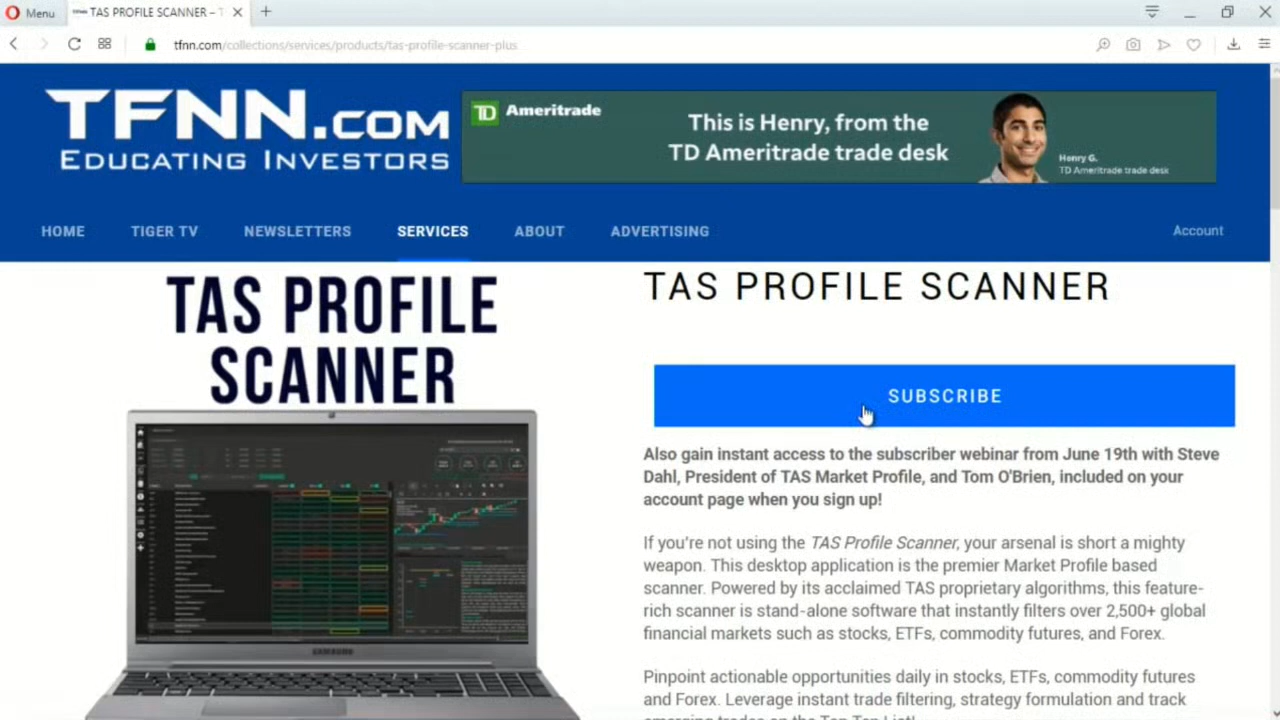 Menu
TAS PROFILE SCANNER – T
tfnn.com/collections/services/products/tas-profile-scanner-plus
TFNN.COM
EDUCATING INVESTORS
TD Ameritrade
This is Henry, from the
TD Ameritrade trade desk
Henry G.
TD Ameritrade trade desk
HOME
TIGER TV
NEWSLETTERS
SERVICES
ABOUT
ADVERTISING
Account
TAS PROFILE
SCANNER
SAMSUNG
TAS PROFILE SCANNER
SUBSCRIBE
Also gain instant access to the subscriber webinar from June 19th with Steve
Dahl, President of TAS Market Profile, and Tom O'Brien, included on your
account page when you sign up!
If you're not using the TAS Profile Scanner, your arsenal is short a mighty
weapon. This desktop application is the premier Market Profile based
scanner. Powered by its acclaimed TAS proprietary algorithms, this feature-
rich scanner is stand-alone software that instantly filters over 2,500+ global
financial markets such as stocks, ETFs, commodity futures, and Forex.
Pinpoint actionable opportunities daily in stocks, ETFs, commodity futures
and Forex. Leverage instant trade filtering, strategy formulation and track
emerging trades on the Top Ten List!